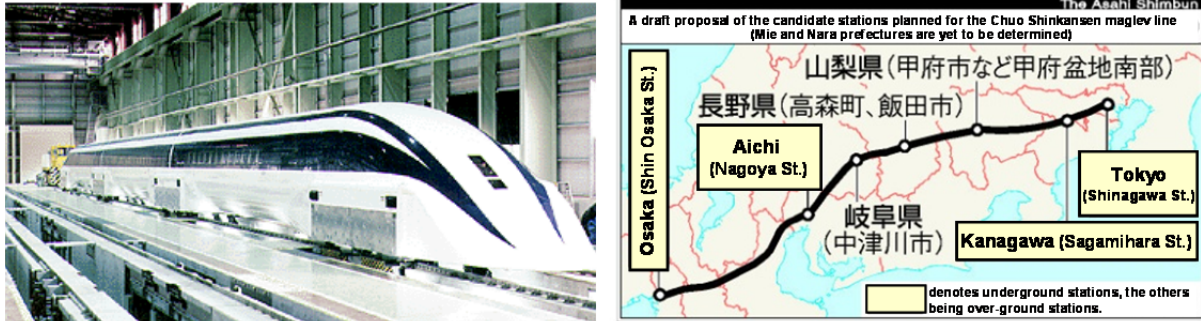 The Asahi Shimbun
A draft proposal of the candidate stations planned for the Chuo Shinkansen maglev line
(Mie and Nara prefectures are yet to be determined)
山梨県(甲府市など甲府盆地南部)
長野県(高森町、飯田市)
Osaka (Shin Osaka St.)
Aichi
(Nagoya St.)
Tokyo
(Shinagawa St.)
岐阜県
(中津川市)
Kanagawa (Sagamihara St.)
denotes underground stations, the others
being over-ground stations.